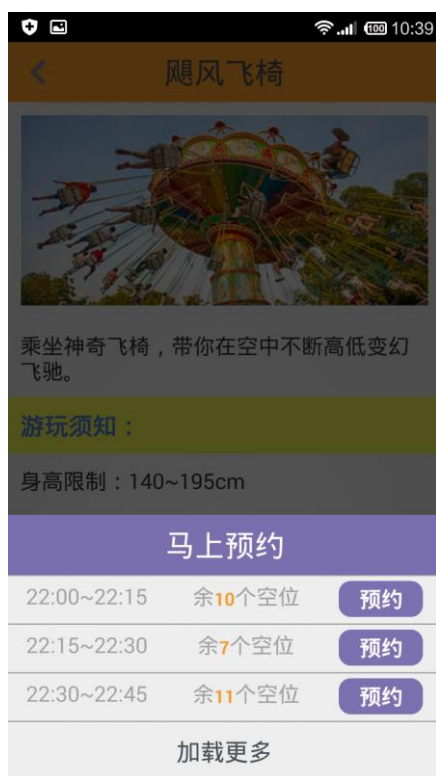 100 10:39
飓风飞椅
乘坐神奇飞椅，带你在空中不断高低变幻
飞驰。
游玩须知：
身高限制：140~195cm
马上预约
22:00~22:15 余10个空位 预约
22:15~22:30 余7个空位 预约
22:30~22:45 余11个空位 预约
加载更多